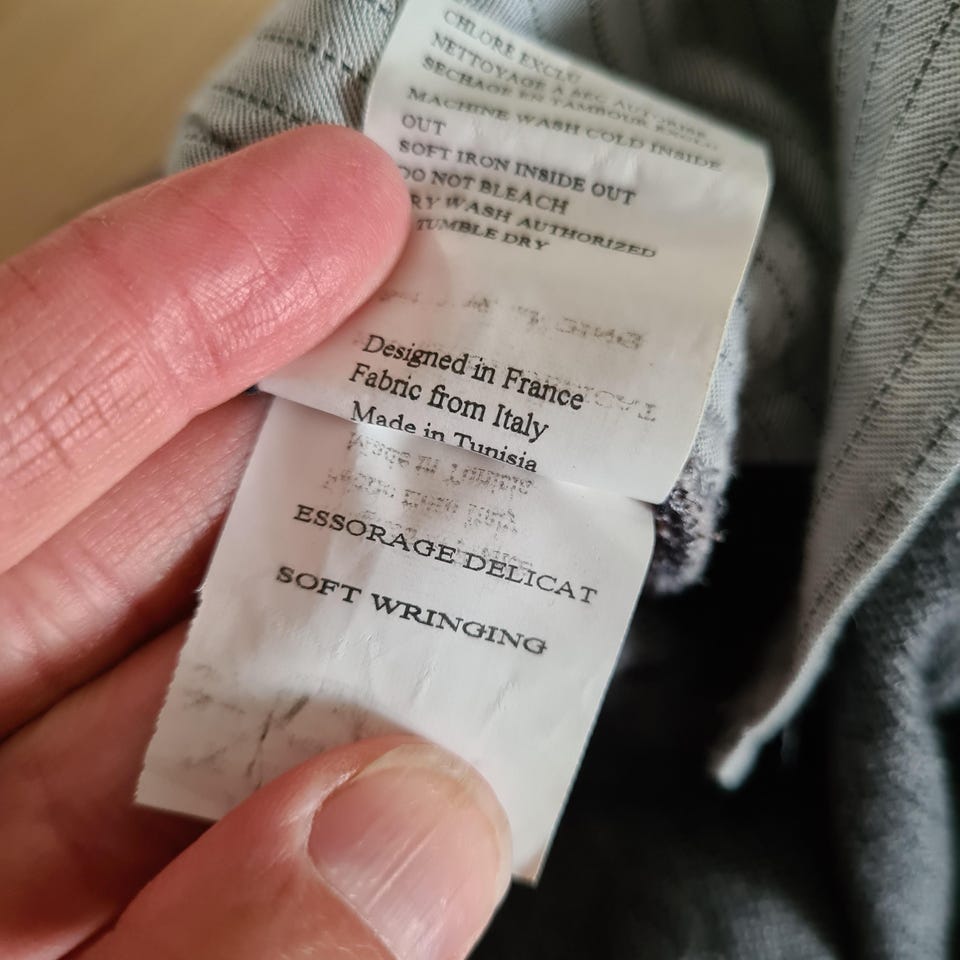 CHLORE EXCLU
NETTOYAGE A SEC AUTORISE
SECHAGE EN TAMBOUR EXCLU
MACHINE WASH COLD INSIDE
OUT
SOFT IRON INSIDE OUT
DO NOT BLEACH
RY WASH AUTHORIZED
TUMBLE DRY
Designed in France
Fabric from Italy
Made in Tunisia
ESSORAGE DELICAT
SOFT WRINGING